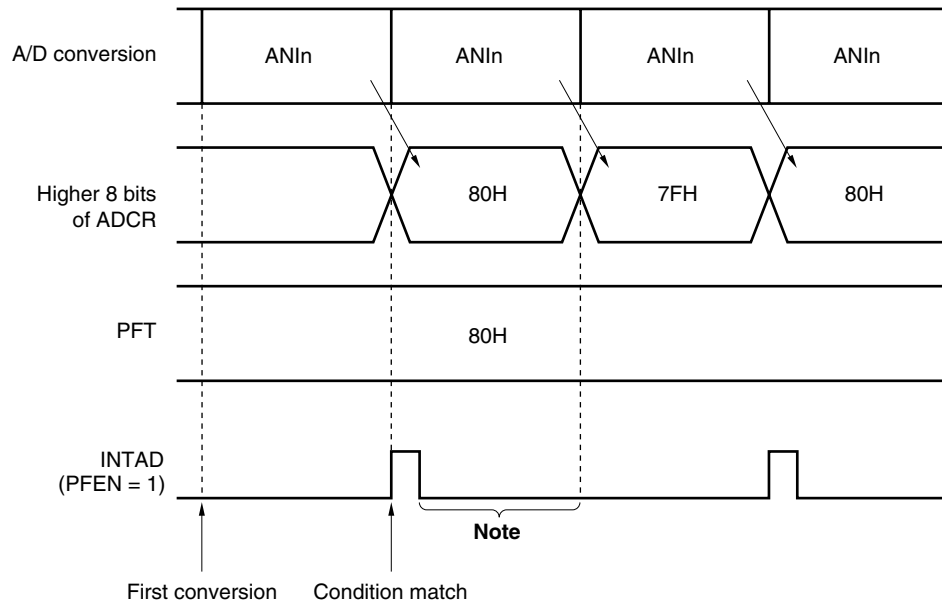 A/D conversion
ANIn ANIn ANIn ANIn
Higher 8 bits
of ADCR
80H 7FH 80H
PFT
80H
INTAD
(PFEN = 1)
Note
First conversion Condition match